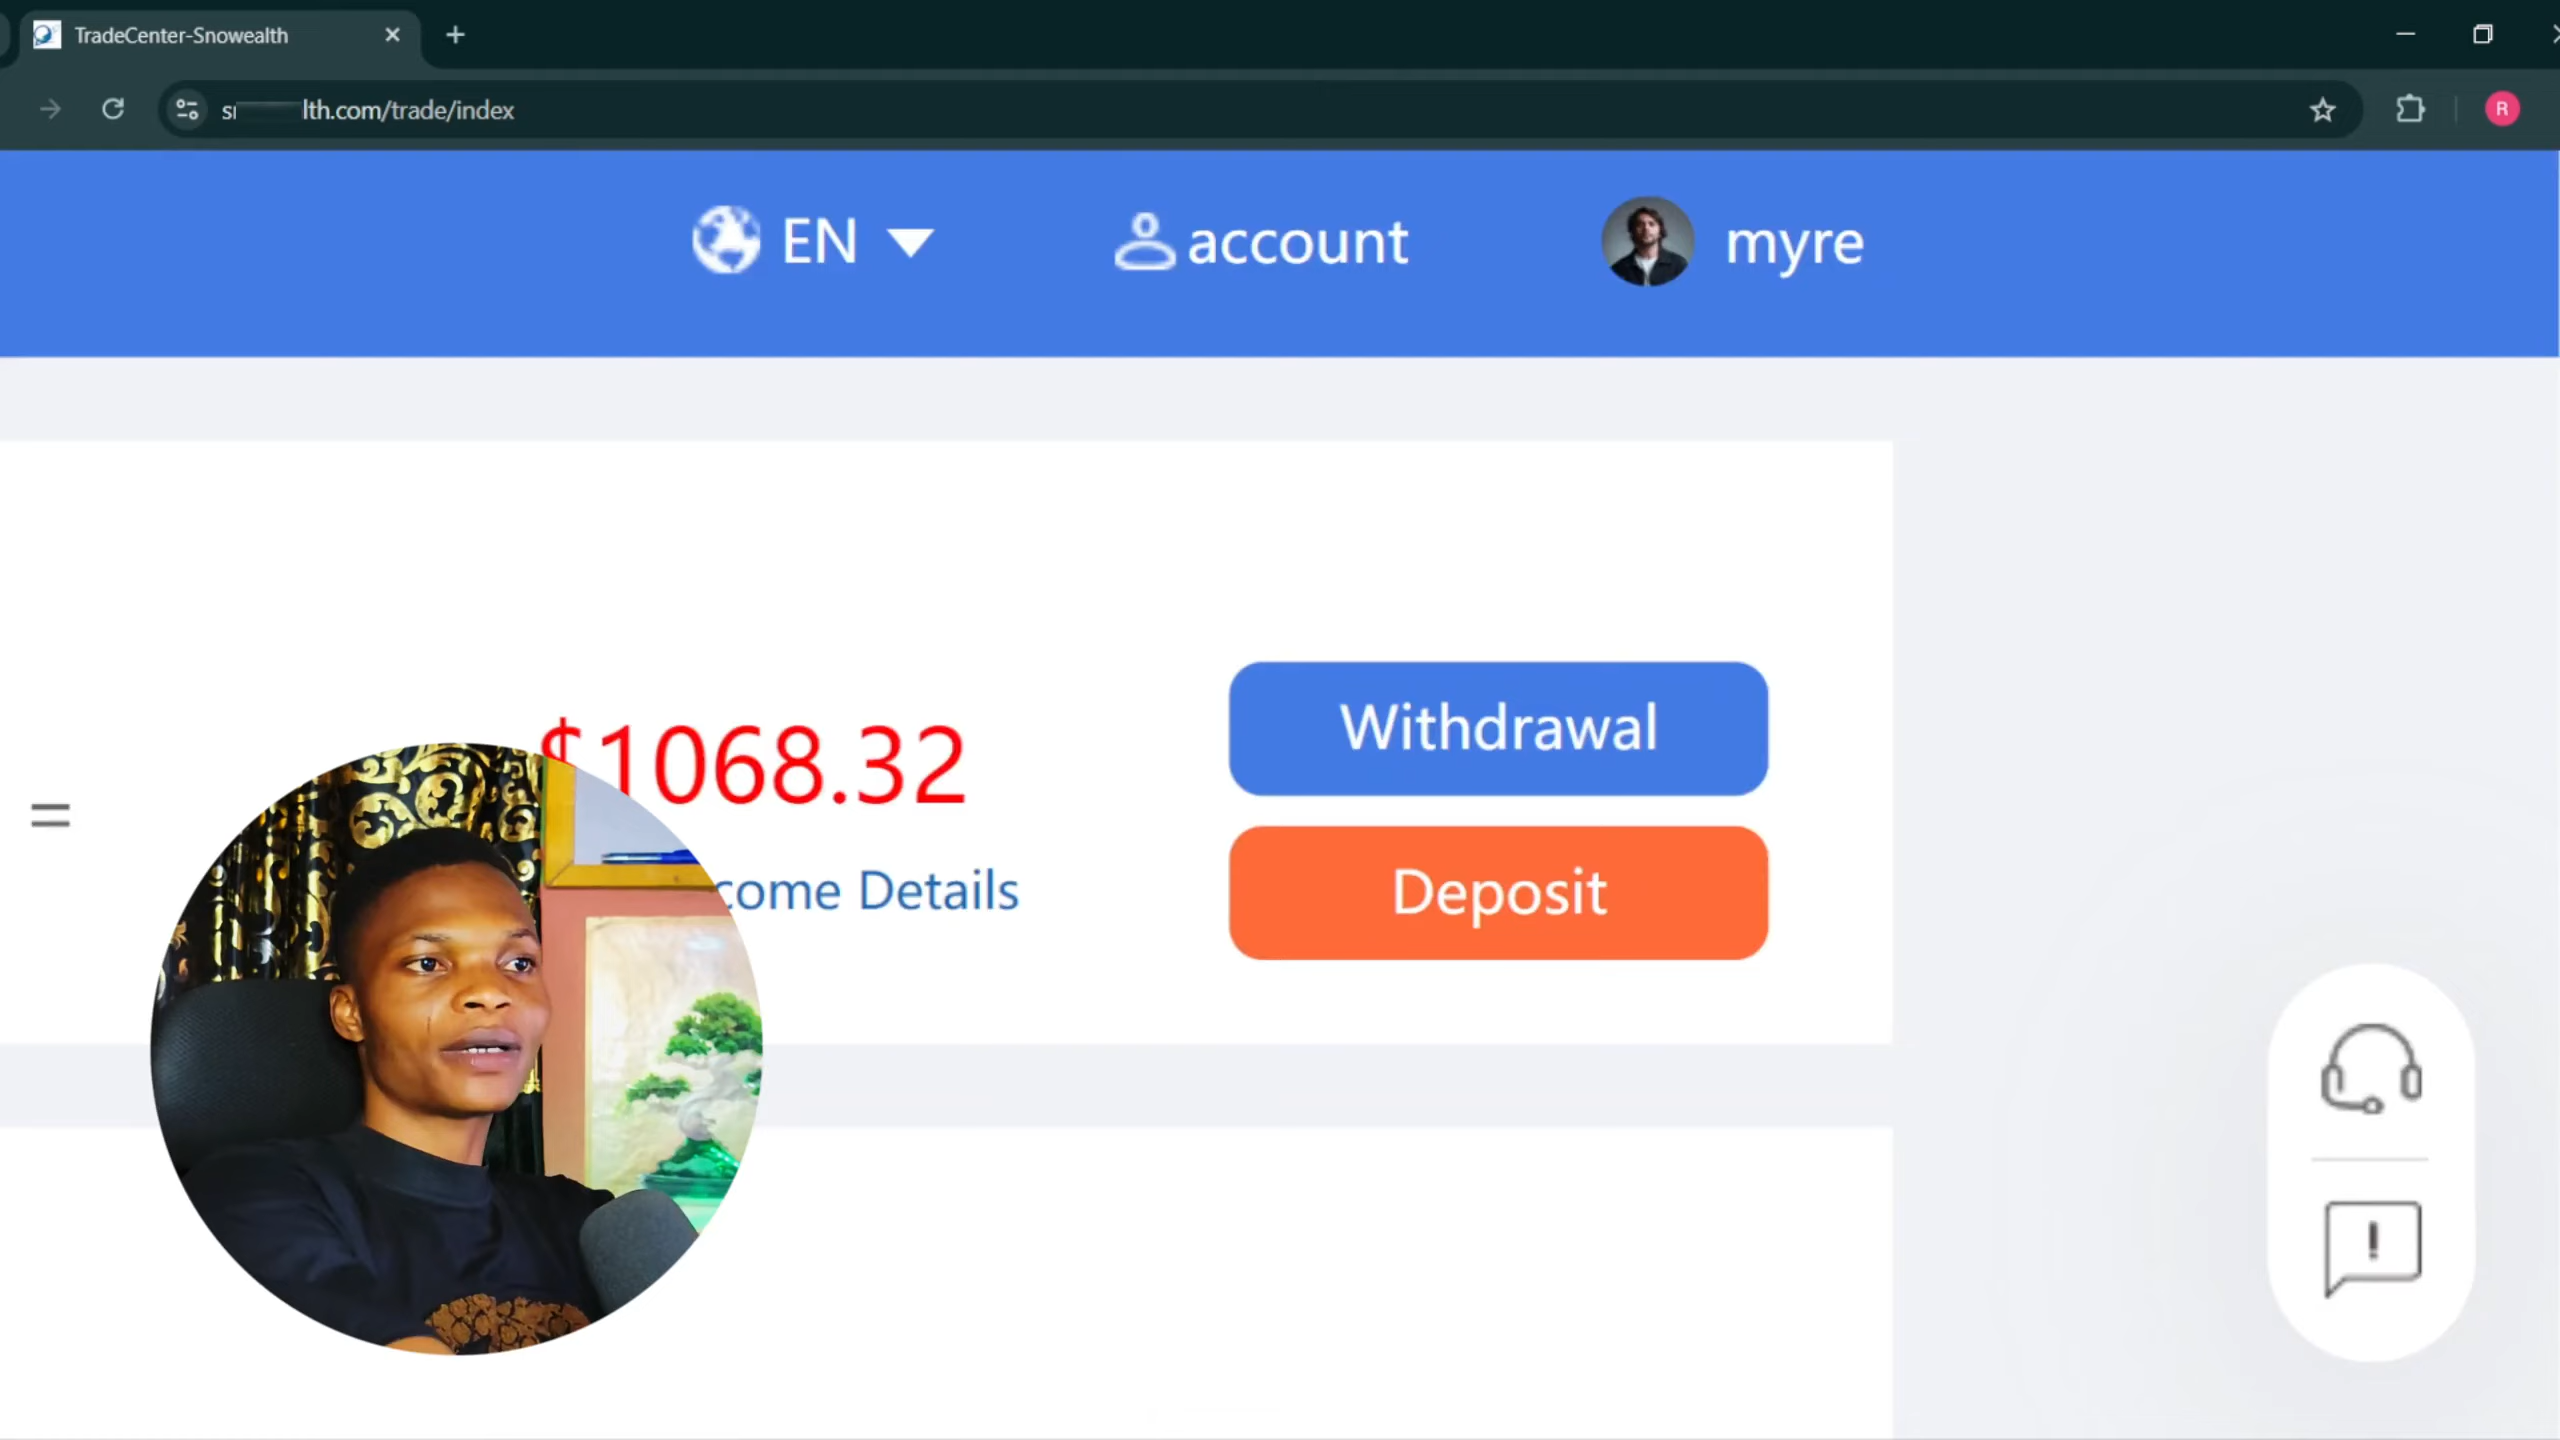 TradeCenter-Snowealth
lth.com/trade/index
R
EN
account
myre
$1068.32
come Details
Withdrawal
Deposit